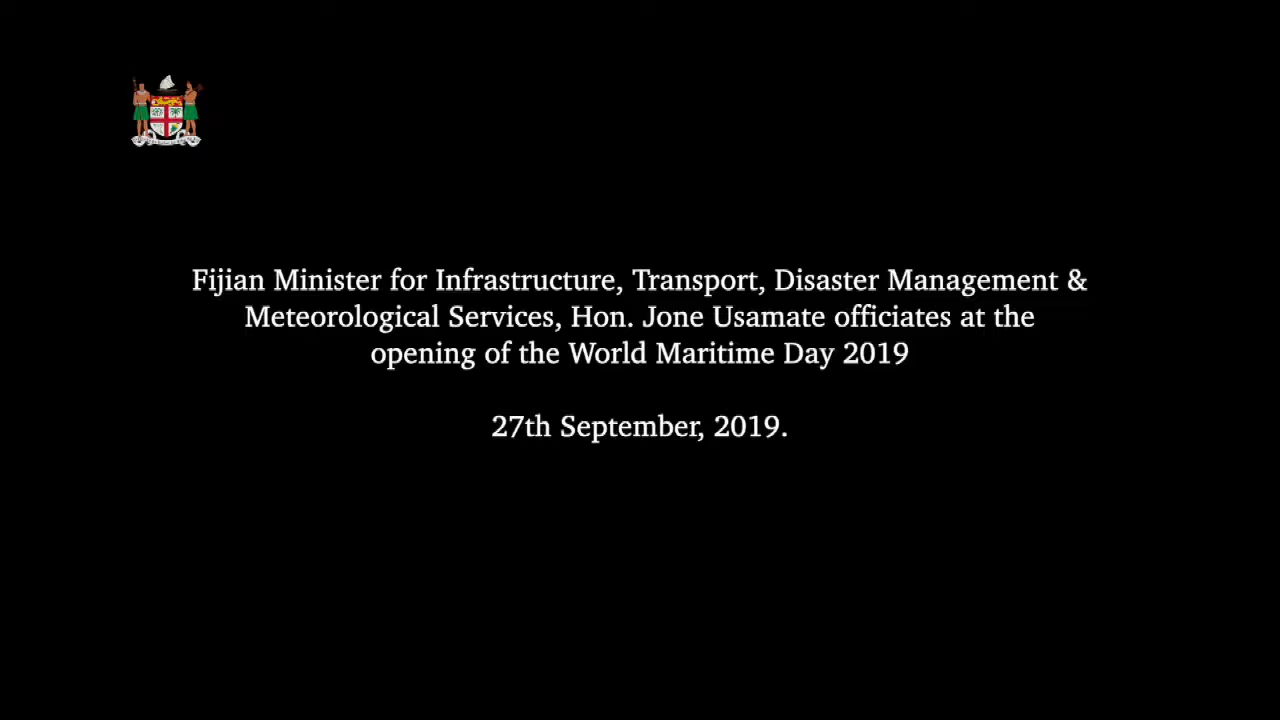 Fijian Minister for Infrastructure, Transport, Disaster Management &
Meteorological Services, Hon. Jone Usamate officiates at the
opening of the World Maritime Day 2019
27th September, 2019.